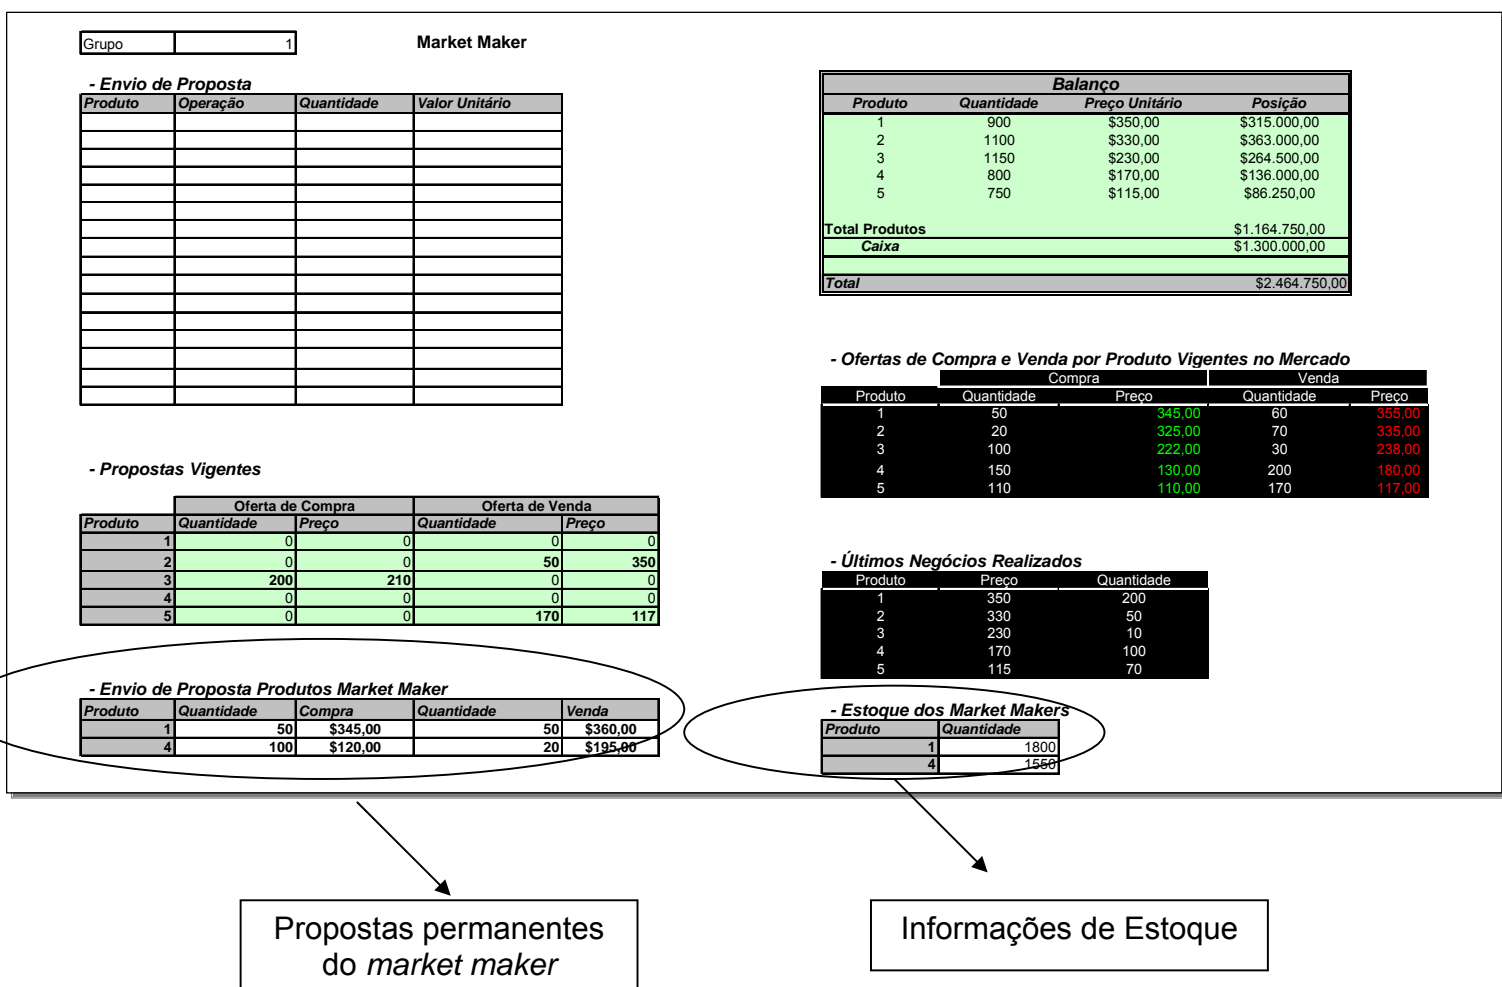 Grupo 1 Market Maker
- Envio de Proposta
Produto Operação Quantidade Valor Unitário
Balanço
Produto Quantidade Preço Unitário Posição
1 900 $350,00 $315.000,00
2 1100 $330,00 $363.000,00
3 1150 $230,00 $264.500,00
4 800 $170,00 $136.000,00
5 750 $115,00 $86.250,00
Total Produtos $1.164.750,00
Caixa $1.300.000,00
Total $2.464.750,00
- Ofertas de Compra e Venda por Produto Vigentes no Mercado
Compra Venda
Produto Quantidade Preço Quantidade Preço
1 50 345,00 60 355,00
2 20 325,00 70 335,00
3 100 222,00 30 238,00
4 150 130,00 200 180,00
5 110 110,00 170 117,00
- Propostas Vigentes
Oferta de Compra Oferta de Venda
Produto Quantidade Preço Quantidade Preço
1 0 0 0 0
2 0 0 50 350
3 200 210 0 0
4 0 0 0 0
5 0 0 170 117
- Últimos Negócios Realizados
Produto Preço Quantidade
1 350 200
2 330 50
3 230 10
4 170 100
5 115 70
- Envio de Proposta Produtos Market Maker
Produto Quantidade Compra Quantidade Venda
1 50 $345,00 50 $360,00
4 100 $120,00 20 $195,00
- Estoque dos Market Makers
Produto Quantidade
1 1800
4 1550
Propostas permanentes
do market maker
Informações de Estoque